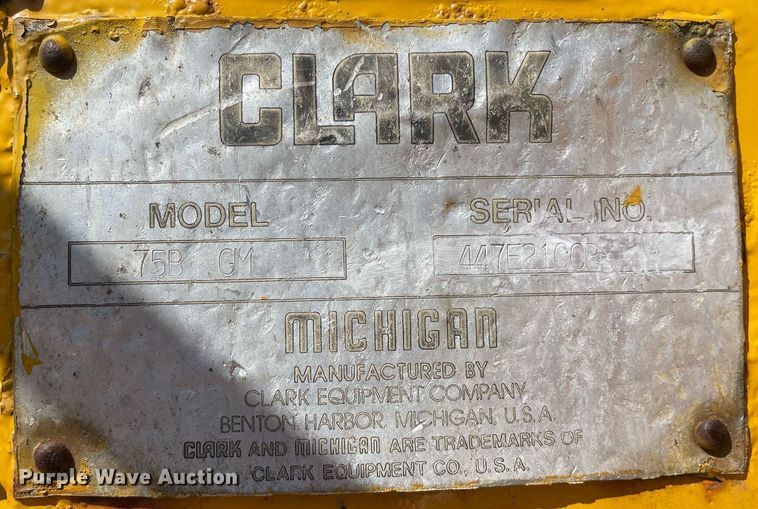 CLARK
MODEL SERIAL NO.
75B GM
MICHIGAN
MANUFACTURED BY
CLARK EQUIPMENT COMPANY
BENTON HARBOR, MICHIGAN, U.S.A.
CLARK AND MICHIGAN ARE TRADEMARKS OF
CLARK EQUIPMENT CO., U.S.A.
Purple Wave Auction